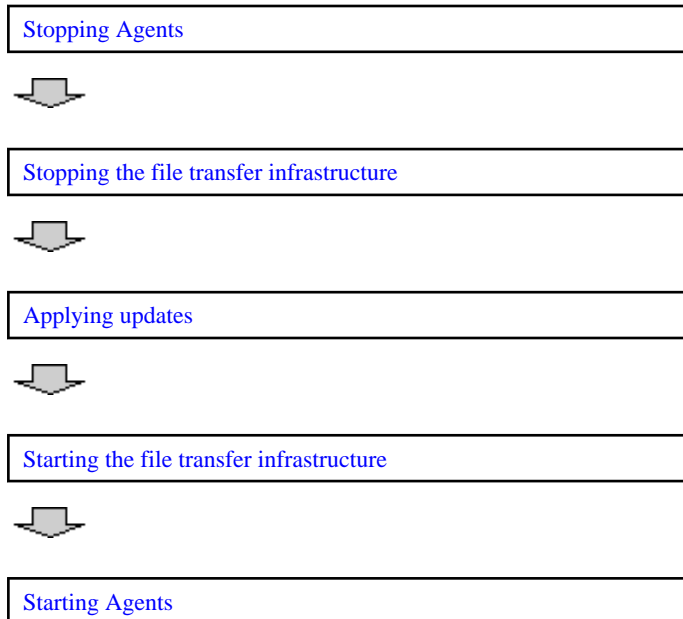 Stopping Agents
Stopping the file transfer infrastructure
Applying updates
Starting the file transfer infrastructure
Starting Agents